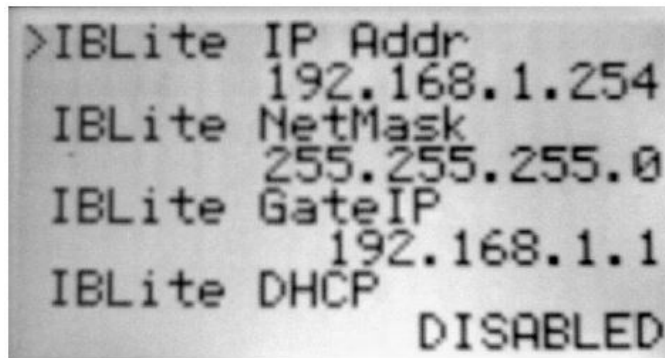 >IBLite IP Addr
192.168.1.254
IBLite NetMask
255.255.255.0
IBLite GateIP
192.168.1.1
IBLite DHCP
DISABLED